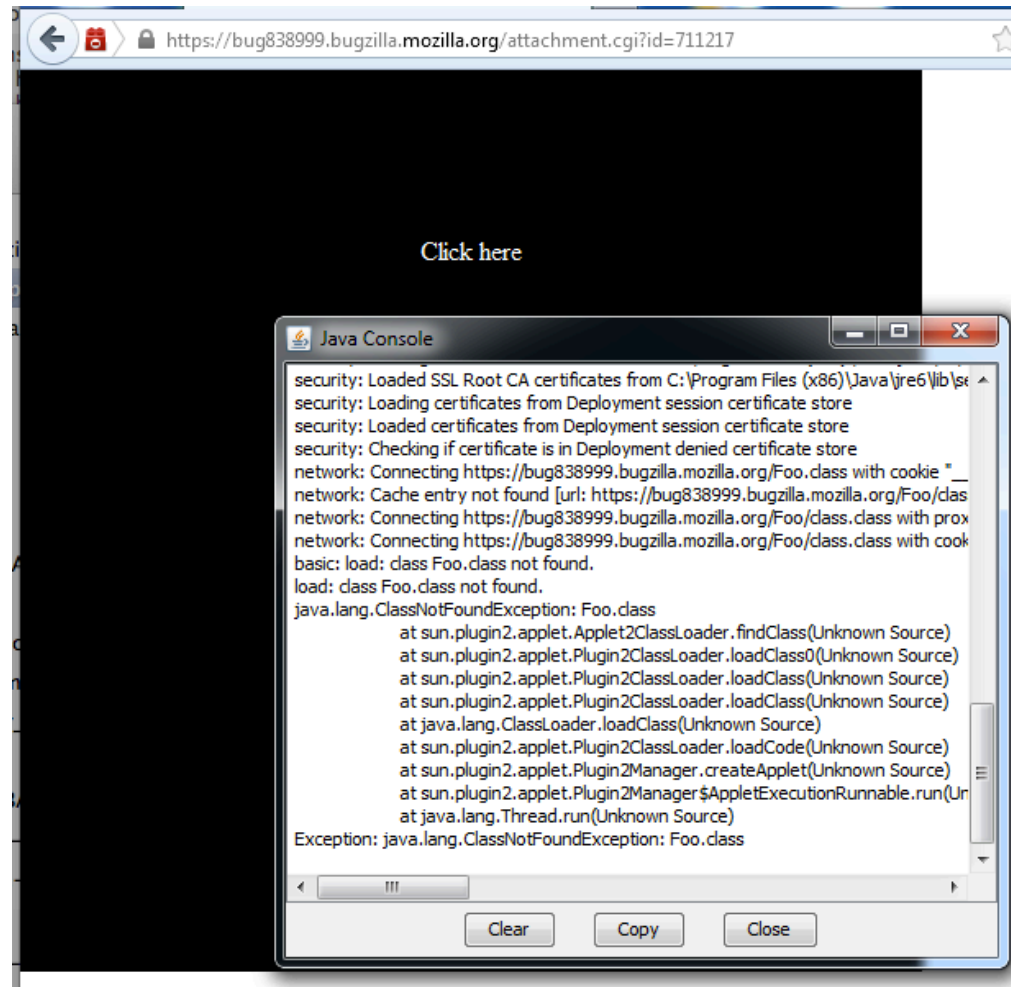 https://bug838999.bugzilla.mozilla.org/attachment.cgi?id=711217
Click here
Java Console
security: Loaded SSL Root CA certificates from C:\Program Files (x86)\Java\jre6\lib\se
security: Loading certificates from Deployment session certificate store
security: Loaded certificates from Deployment session certificate store
security: Checking if certificate is in Deployment denied certificate store
network: Connecting https://bug838999.bugzilla.mozilla.org/Foo.class with cookie "__
network: Cache entry not found [url: https://bug838999.bugzilla.mozilla.org/Foo/clas
network: Connecting https://bug838999.bugzilla.mozilla.org/Foo/class.class with prox
network: Connecting https://bug838999.bugzilla.mozilla.org/Foo/class.class with cook
basic: load: class Foo.class not found.
load: class Foo.class not found.
java.lang.ClassNotFoundException: Foo.class
at sun.plugin2.applet.Applet2ClassLoader.findClass(Unknown Source)
at sun.plugin2.applet.Plugin2ClassLoader.loadClass0(Unknown Source)
at sun.plugin2.applet.Plugin2ClassLoader.loadClass(Unknown Source)
at sun.plugin2.applet.Plugin2ClassLoader.loadClass(Unknown Source)
at java.lang.ClassLoader.loadClass(Unknown Source)
at sun.plugin2.applet.Plugin2ClassLoader.loadCode(Unknown Source)
at sun.plugin2.applet.Plugin2Manager.createApplet(Unknown Source)
at sun.plugin2.applet.Plugin2Manager$AppletExecutionRunnable.run(Un
at java.lang.Thread.run(Unknown Source)
Exception: java.lang.ClassNotFoundException: Foo.class
Clear Copy Close